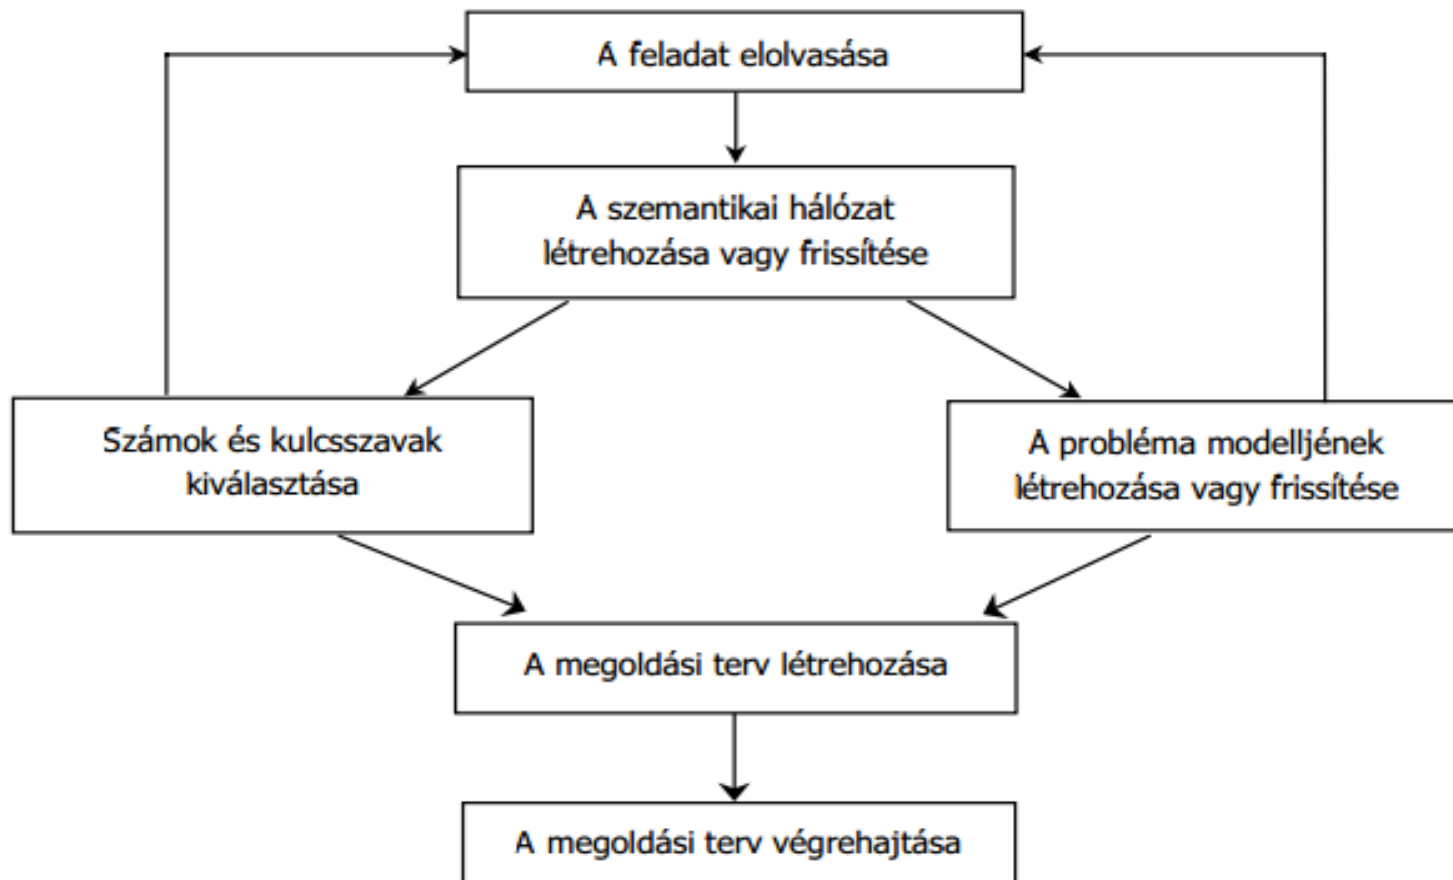 A feladat elolvasása
A szemantikai hálózat
létrehozása vagy frissítése
Számok és kulcsszavak
kiválasztása
A probléma modelljének
létrehozása vagy frissítése
A megoldási terv létrehozása
A megoldási terv végrehajtása